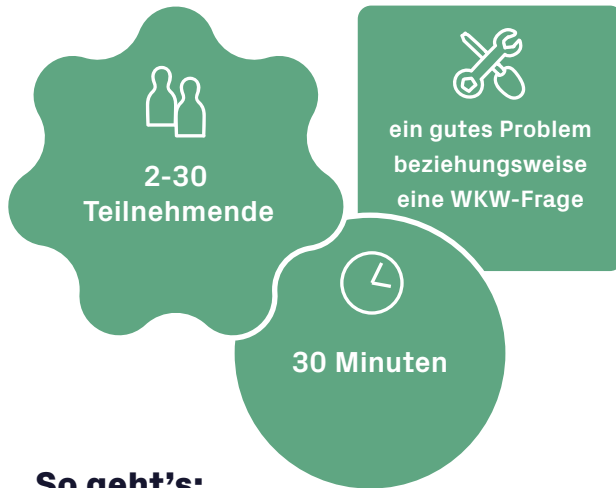 2-30
Teilnehmende
ein gutes Problem
beziehungsweise
eine WKW-Frage
30 Minuten
So geht's: